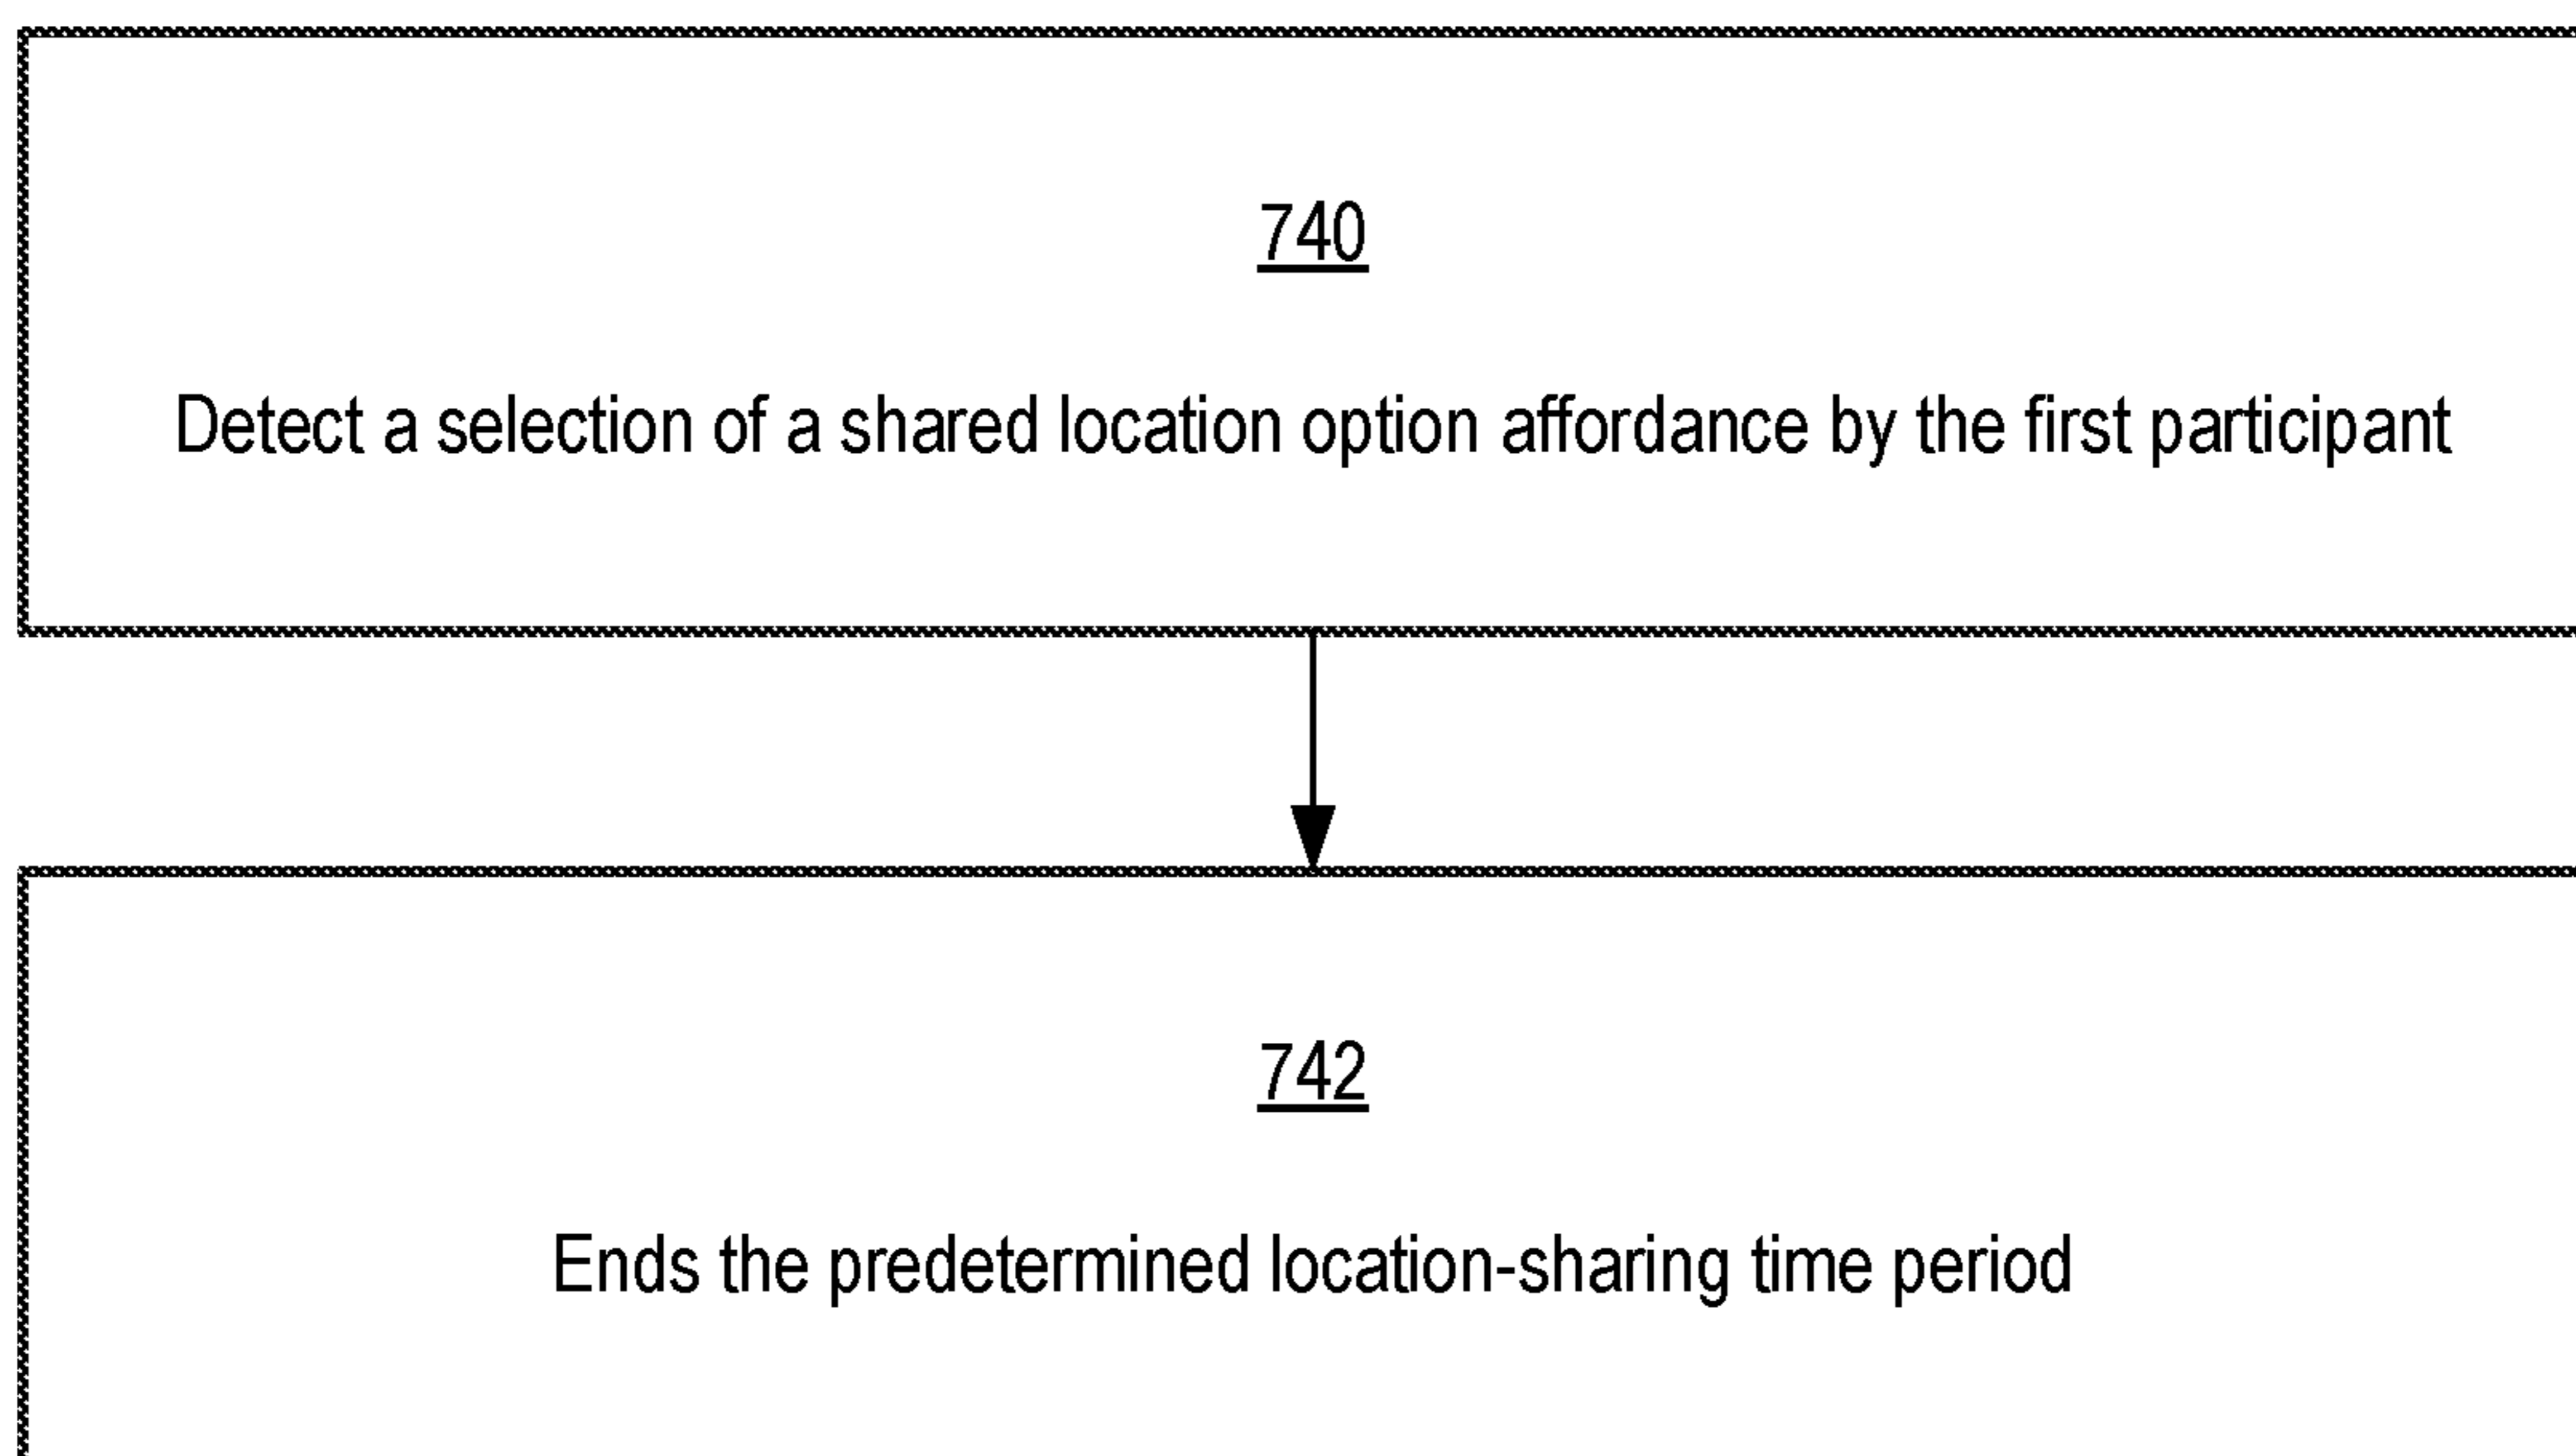 740
Detect a selection of a shared location option affordance by the first participant
742
Ends the predetermined location-sharing time period